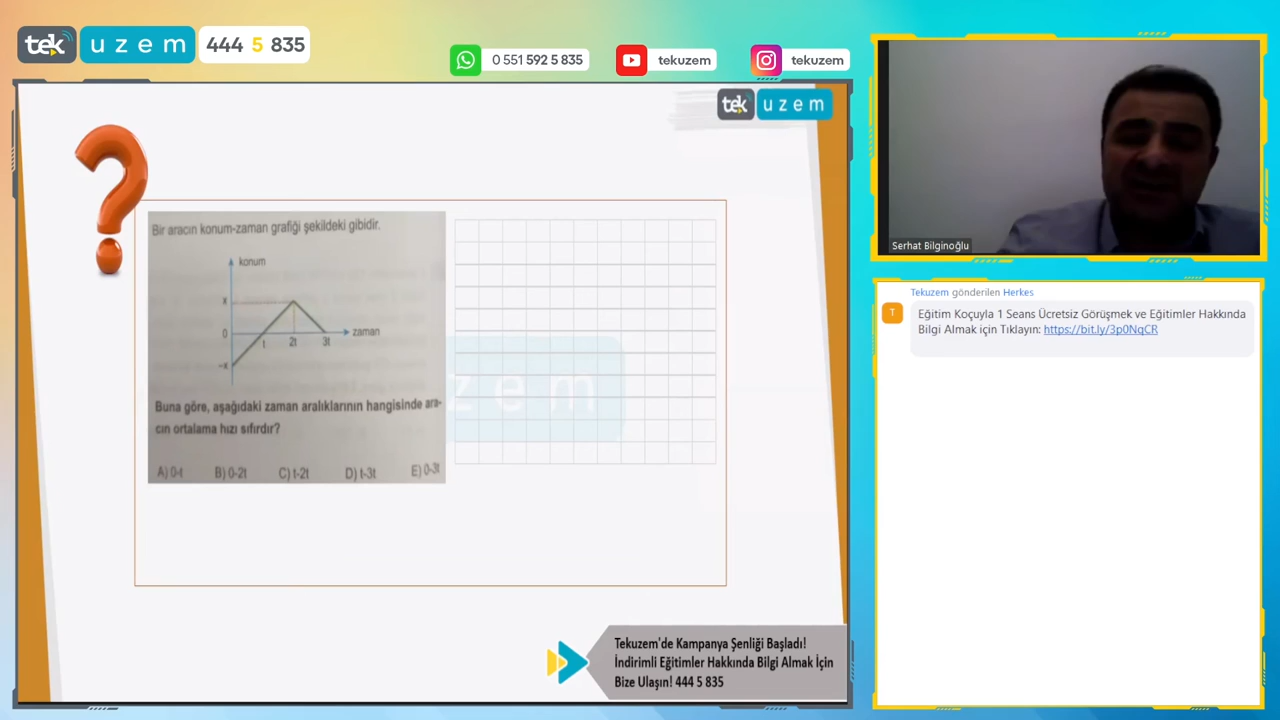 tek uzem 444 5 835
0 551 592 5 835
tekuzem
tekuzem
tek uzem
Bir aracın konum-zaman grafiği şekildeki gibidir.
konum
x
0
zaman
t
2t
3t
-x
Buna göre, aşağıdaki zaman aralıklarının hangisinde ara-
cın ortalama hızı sıfırdır?
A) 0-t B) 0-2t C) t-2t D) t-3t E) 0-3t
zem
Tekuzem'de Kampanya Şenliği Başladı!
İndirimli Eğitimler Hakkında Bilgi Almak İçin
Bize Ulaşın! 444 5 835
Serhat Bilginoğlu
Tekuzem gönderilen Herkes
T
Eğitim Koçuyla 1 Seans Ücretsiz Görüşmek ve Eğitimler Hakkında
Bilgi Almak için Tıklayın: https://bit.ly/3p0NqCR